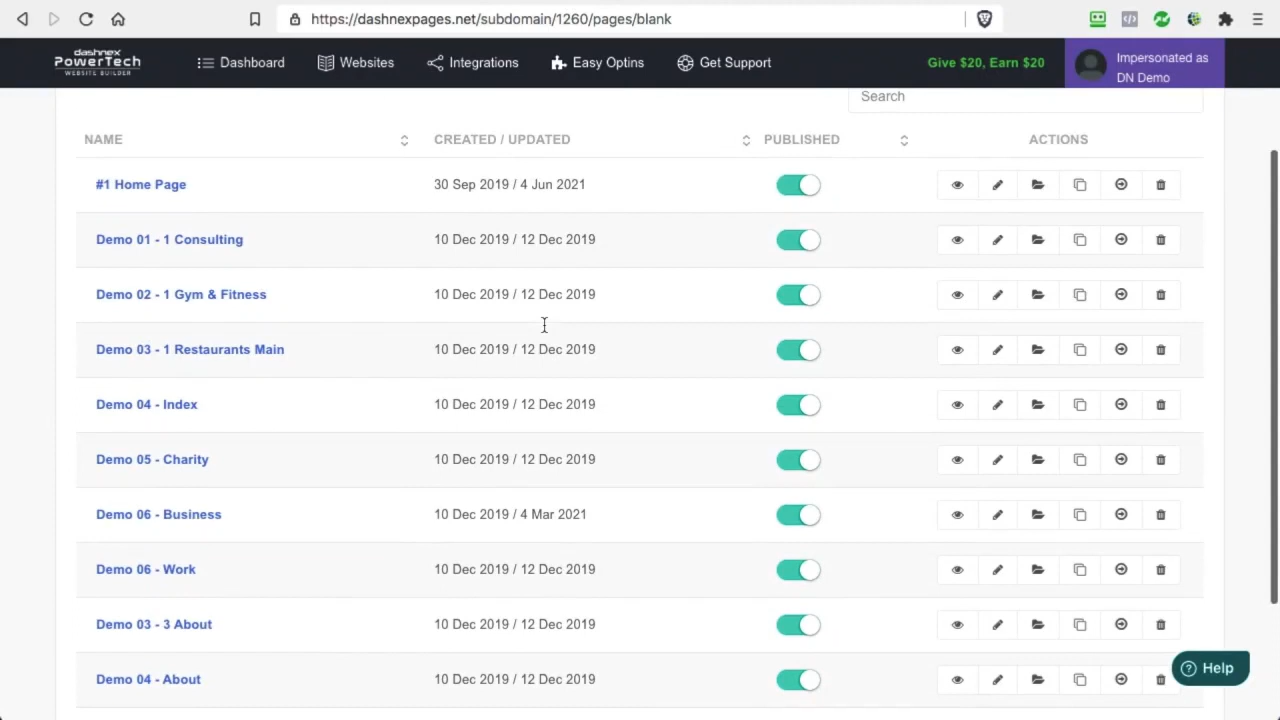 https://dashnexpages.net/subdomain/1260/pages/blank
dashnex
PowerTech
WEBSITE BUILDER
Dashboard
Websites
Integrations
Easy Optins
Get Support
Give $20, Earn $20
Impersonated as
DN Demo
Search
NAME CREATED / UPDATED PUBLISHED ACTIONS
#1 Home Page 30 Sep 2019 / 4 Jun 2021
Demo 01 - 1 Consulting 10 Dec 2019 / 12 Dec 2019
Demo 02 - 1 Gym & Fitness 10 Dec 2019 / 12 Dec 2019
Demo 03 - 1 Restaurants Main 10 Dec 2019 / 12 Dec 2019
Demo 04 - Index 10 Dec 2019 / 12 Dec 2019
Demo 05 - Charity 10 Dec 2019 / 12 Dec 2019
Demo 06 - Business 10 Dec 2019 / 4 Mar 2021
Demo 06 - Work 10 Dec 2019 / 12 Dec 2019
Demo 03 - 3 About 10 Dec 2019 / 12 Dec 2019
Demo 04 - About 10 Dec 2019 / 12 Dec 2019
Help